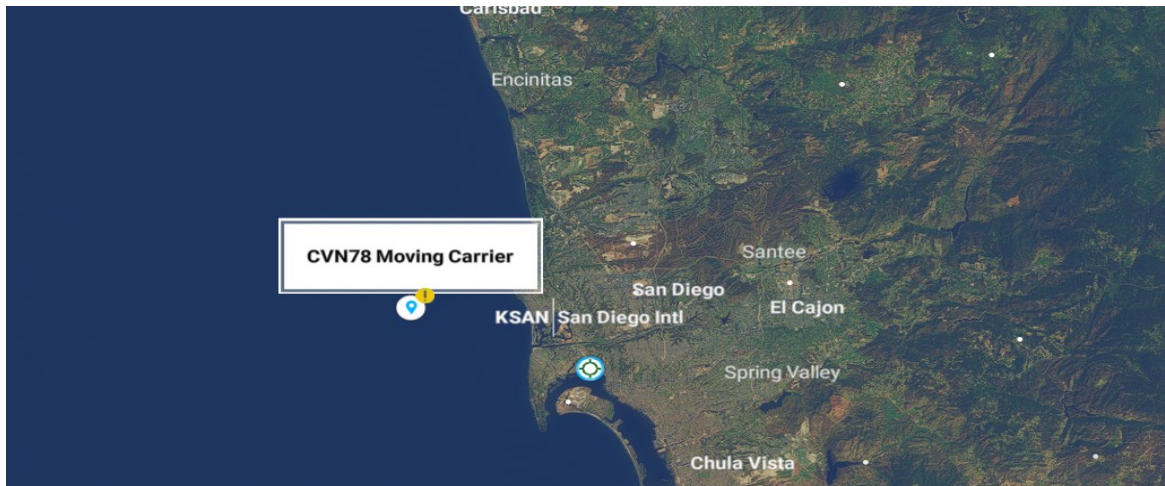 Carlsbad
Encinitas
CVN78 Moving Carrier
Santee
San Diego
El Cajon
KSAN San Diego Intl
Spring Valley
Chula Vista